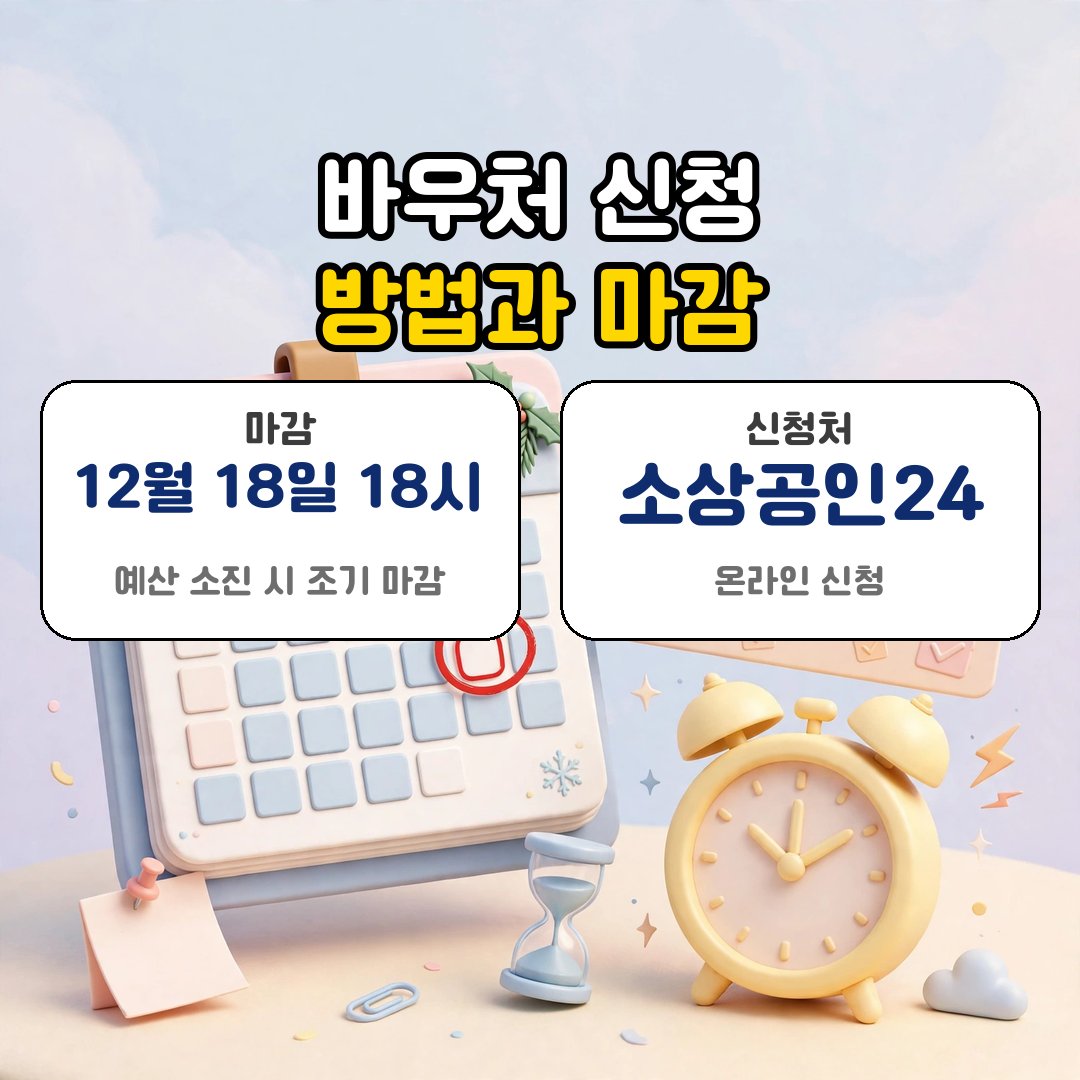 바우처 신청
방법과 마감
마감
12월 18일 18시
예산 소진 시 조기 마감
신청처
소상공인24
온라인 신청